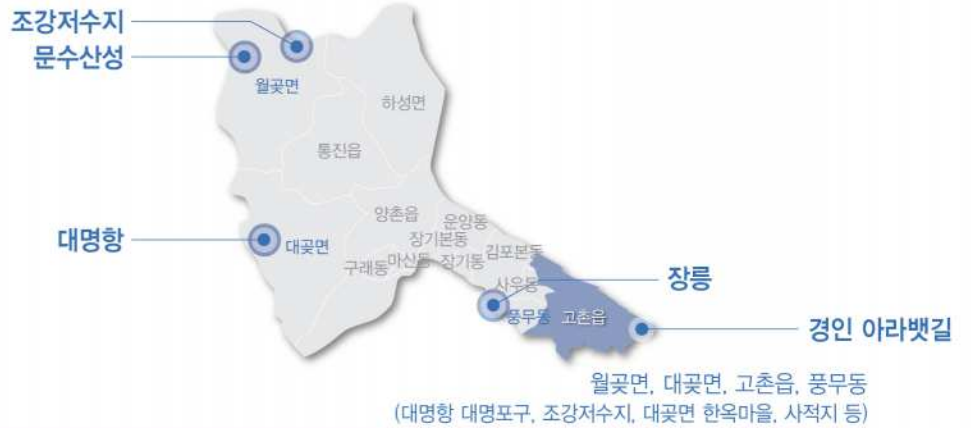 조강저수지
문수산성
월곶면
하성면
통진읍
대명항
대곶면
양촌읍
운양동
장기본동
구래동
마산동
장기동
김포본동
사우동
장릉
풍무동
고촌읍
경인 아라뱃길
월곶면, 대곶면, 고촌읍, 풍무동
(대명항 대명포구, 조강저수지, 대곶면 한옥마을, 사적지 등)